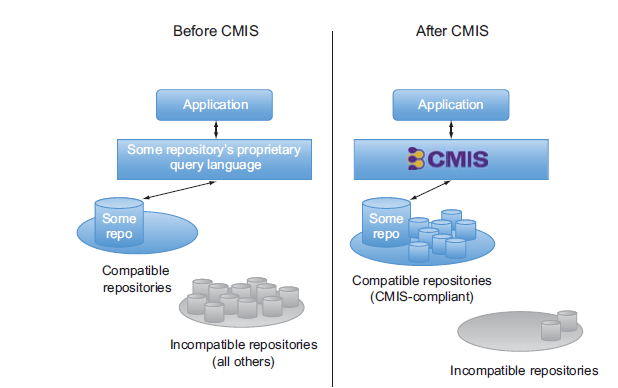 Before CMIS
After CMIS
Application
Application
Some repository's proprietary
query language
CMIS
Some
repo
Some
repo
Compatible
repositories
Compatible repositories
(CMIS-compliant)
Incompatible repositories
(all others)
Incompatible repositories